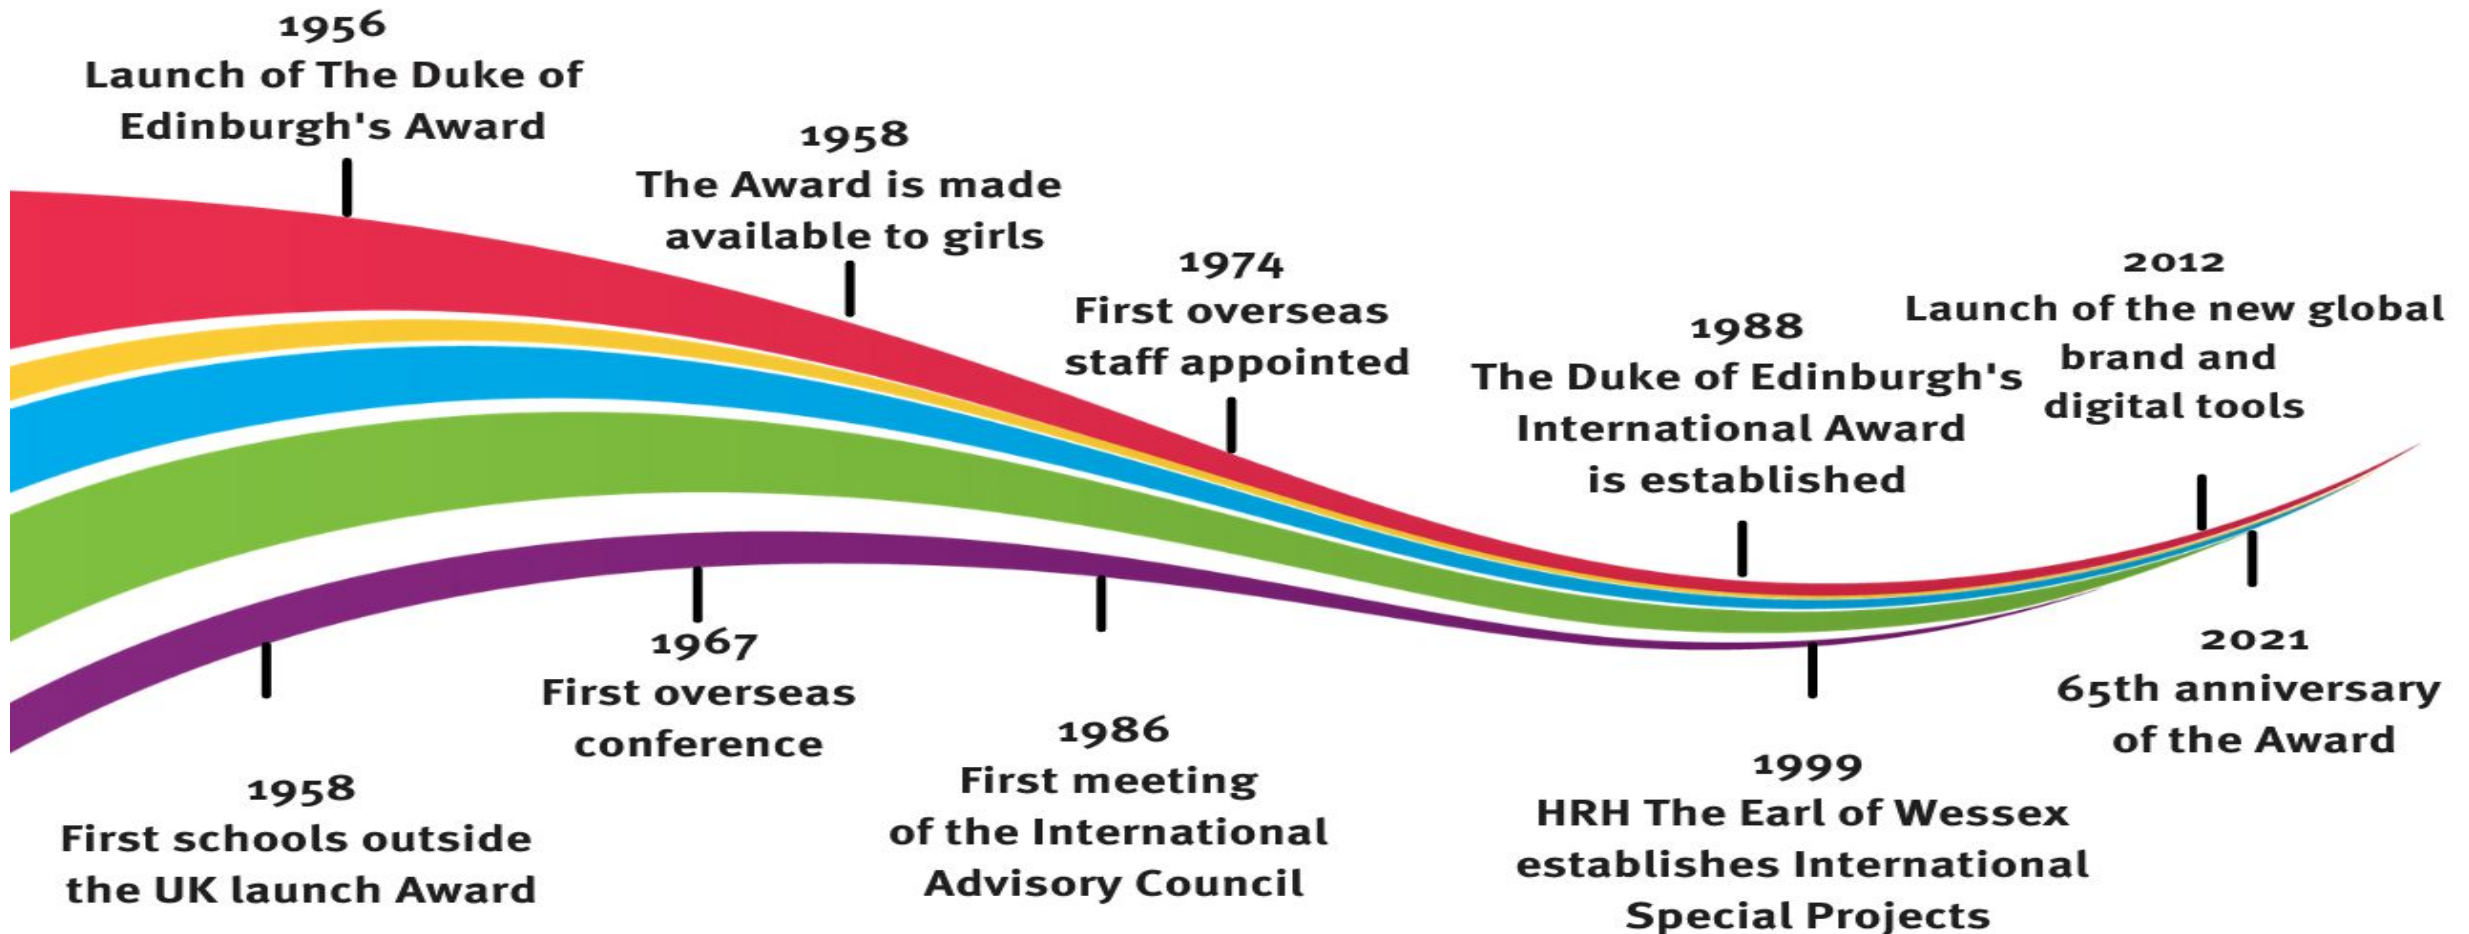 1956
Launch of The Duke of
Edinburgh's Award
1958
The Award is made
available to girls
1974
First overseas
staff appointed
1988
The Duke of Edinburgh's
International Award
is established
2012
Launch of the new global
brand and
digital tools
1958
First schools outside
the UK launch Award
1967
First overseas
conference
1986
First meeting
of the International
Advisory Council
1999
HRH The Earl of Wessex
establishes International
Special Projects
2021
65th anniversary
of the Award